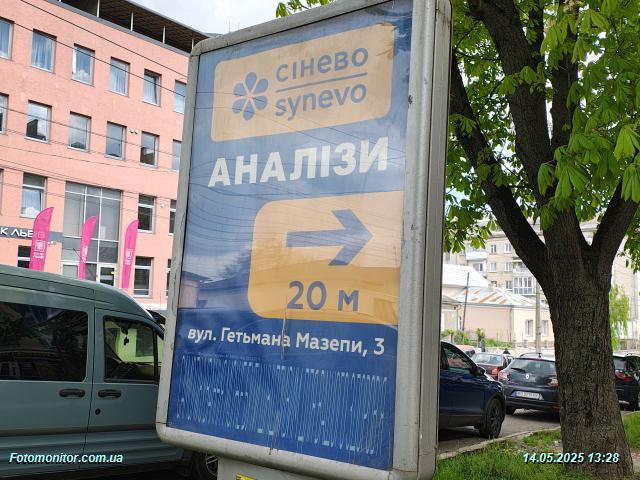 сінево
synevo
АНАЛІЗИ
20 м
вул. Гетьмана Мазепи, 3
Fotomonitor.com.ua
14.05.2025 13:28